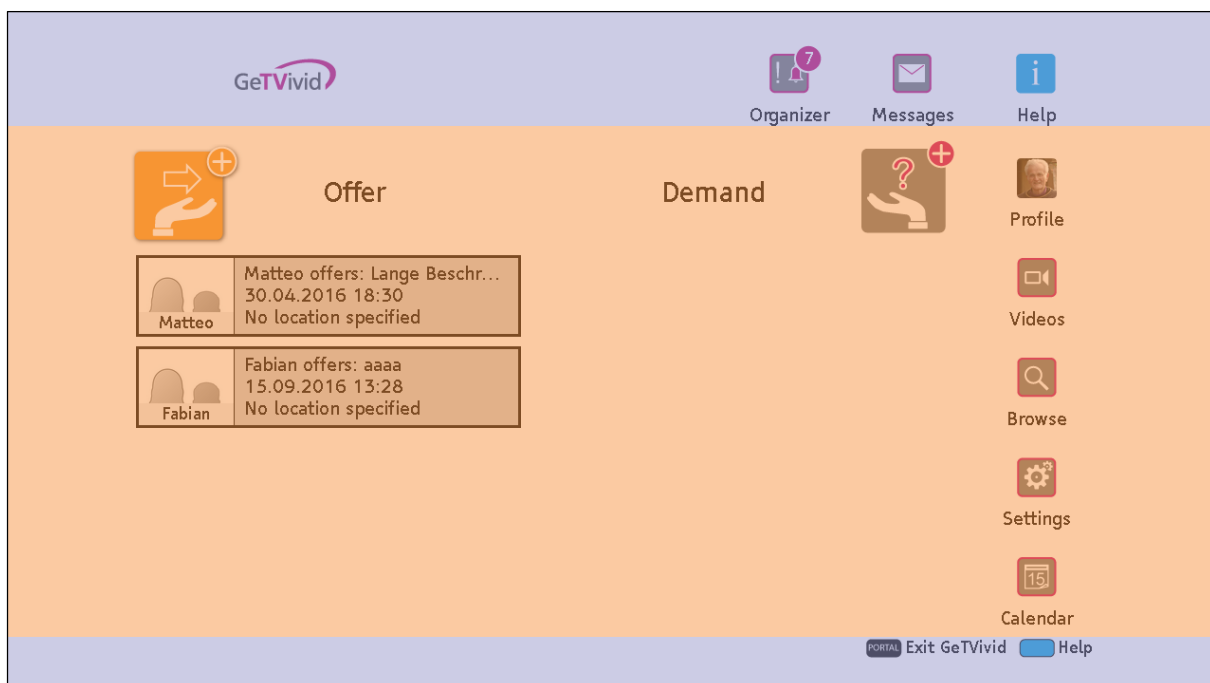 GeTVivid
7
Organizer
Messages
i
Help
Offer
Demand
?
Profile
Matteo
Matteo offers: Lange Beschr...
30.04.2016 18:30
No location specified
Videos
Fabian
Fabian offers: aaaa
15.09.2016 13:28
No location specified
Browse
Settings
15
Calendar
PORTAL Exit GeTVivid Help